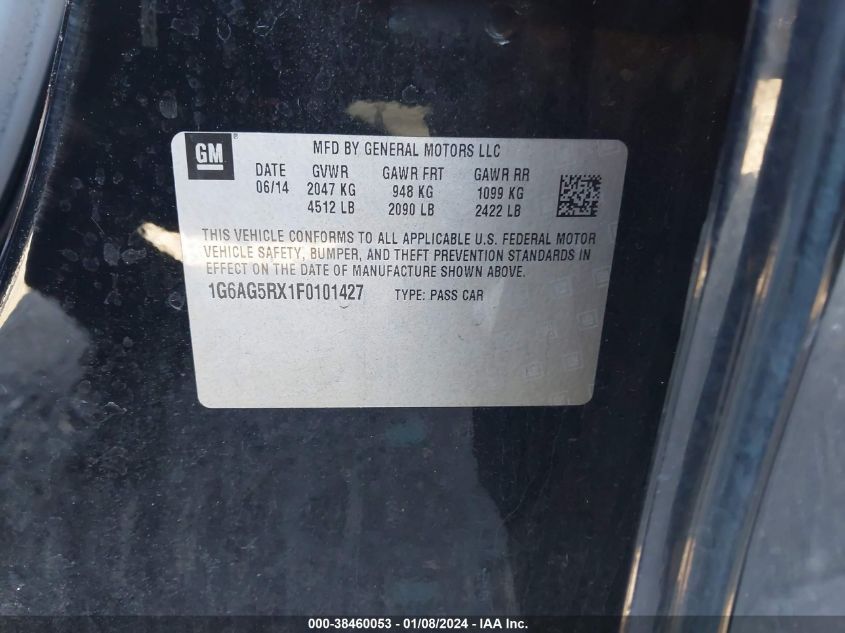 GM®
MFD BY GENERAL MOTORS LLC
DATE GVWR GAWR FRT GAWR RR
06/14 2047 KG 948 KG 1099 KG
4512 LB 2090 LB 2422 LB
THIS VEHICLE CONFORMS TO ALL APPLICABLE U.S. FEDERAL MOTOR
VEHICLE SAFETY, BUMPER, AND THEFT PREVENTION STANDARDS IN
EFFECT ON THE DATE OF MANUFACTURE SHOWN ABOVE.
1G6AG5RX1F0101427 TYPE: PASS CAR
000-38460053 - 01/08/2024 - IAA Inc.